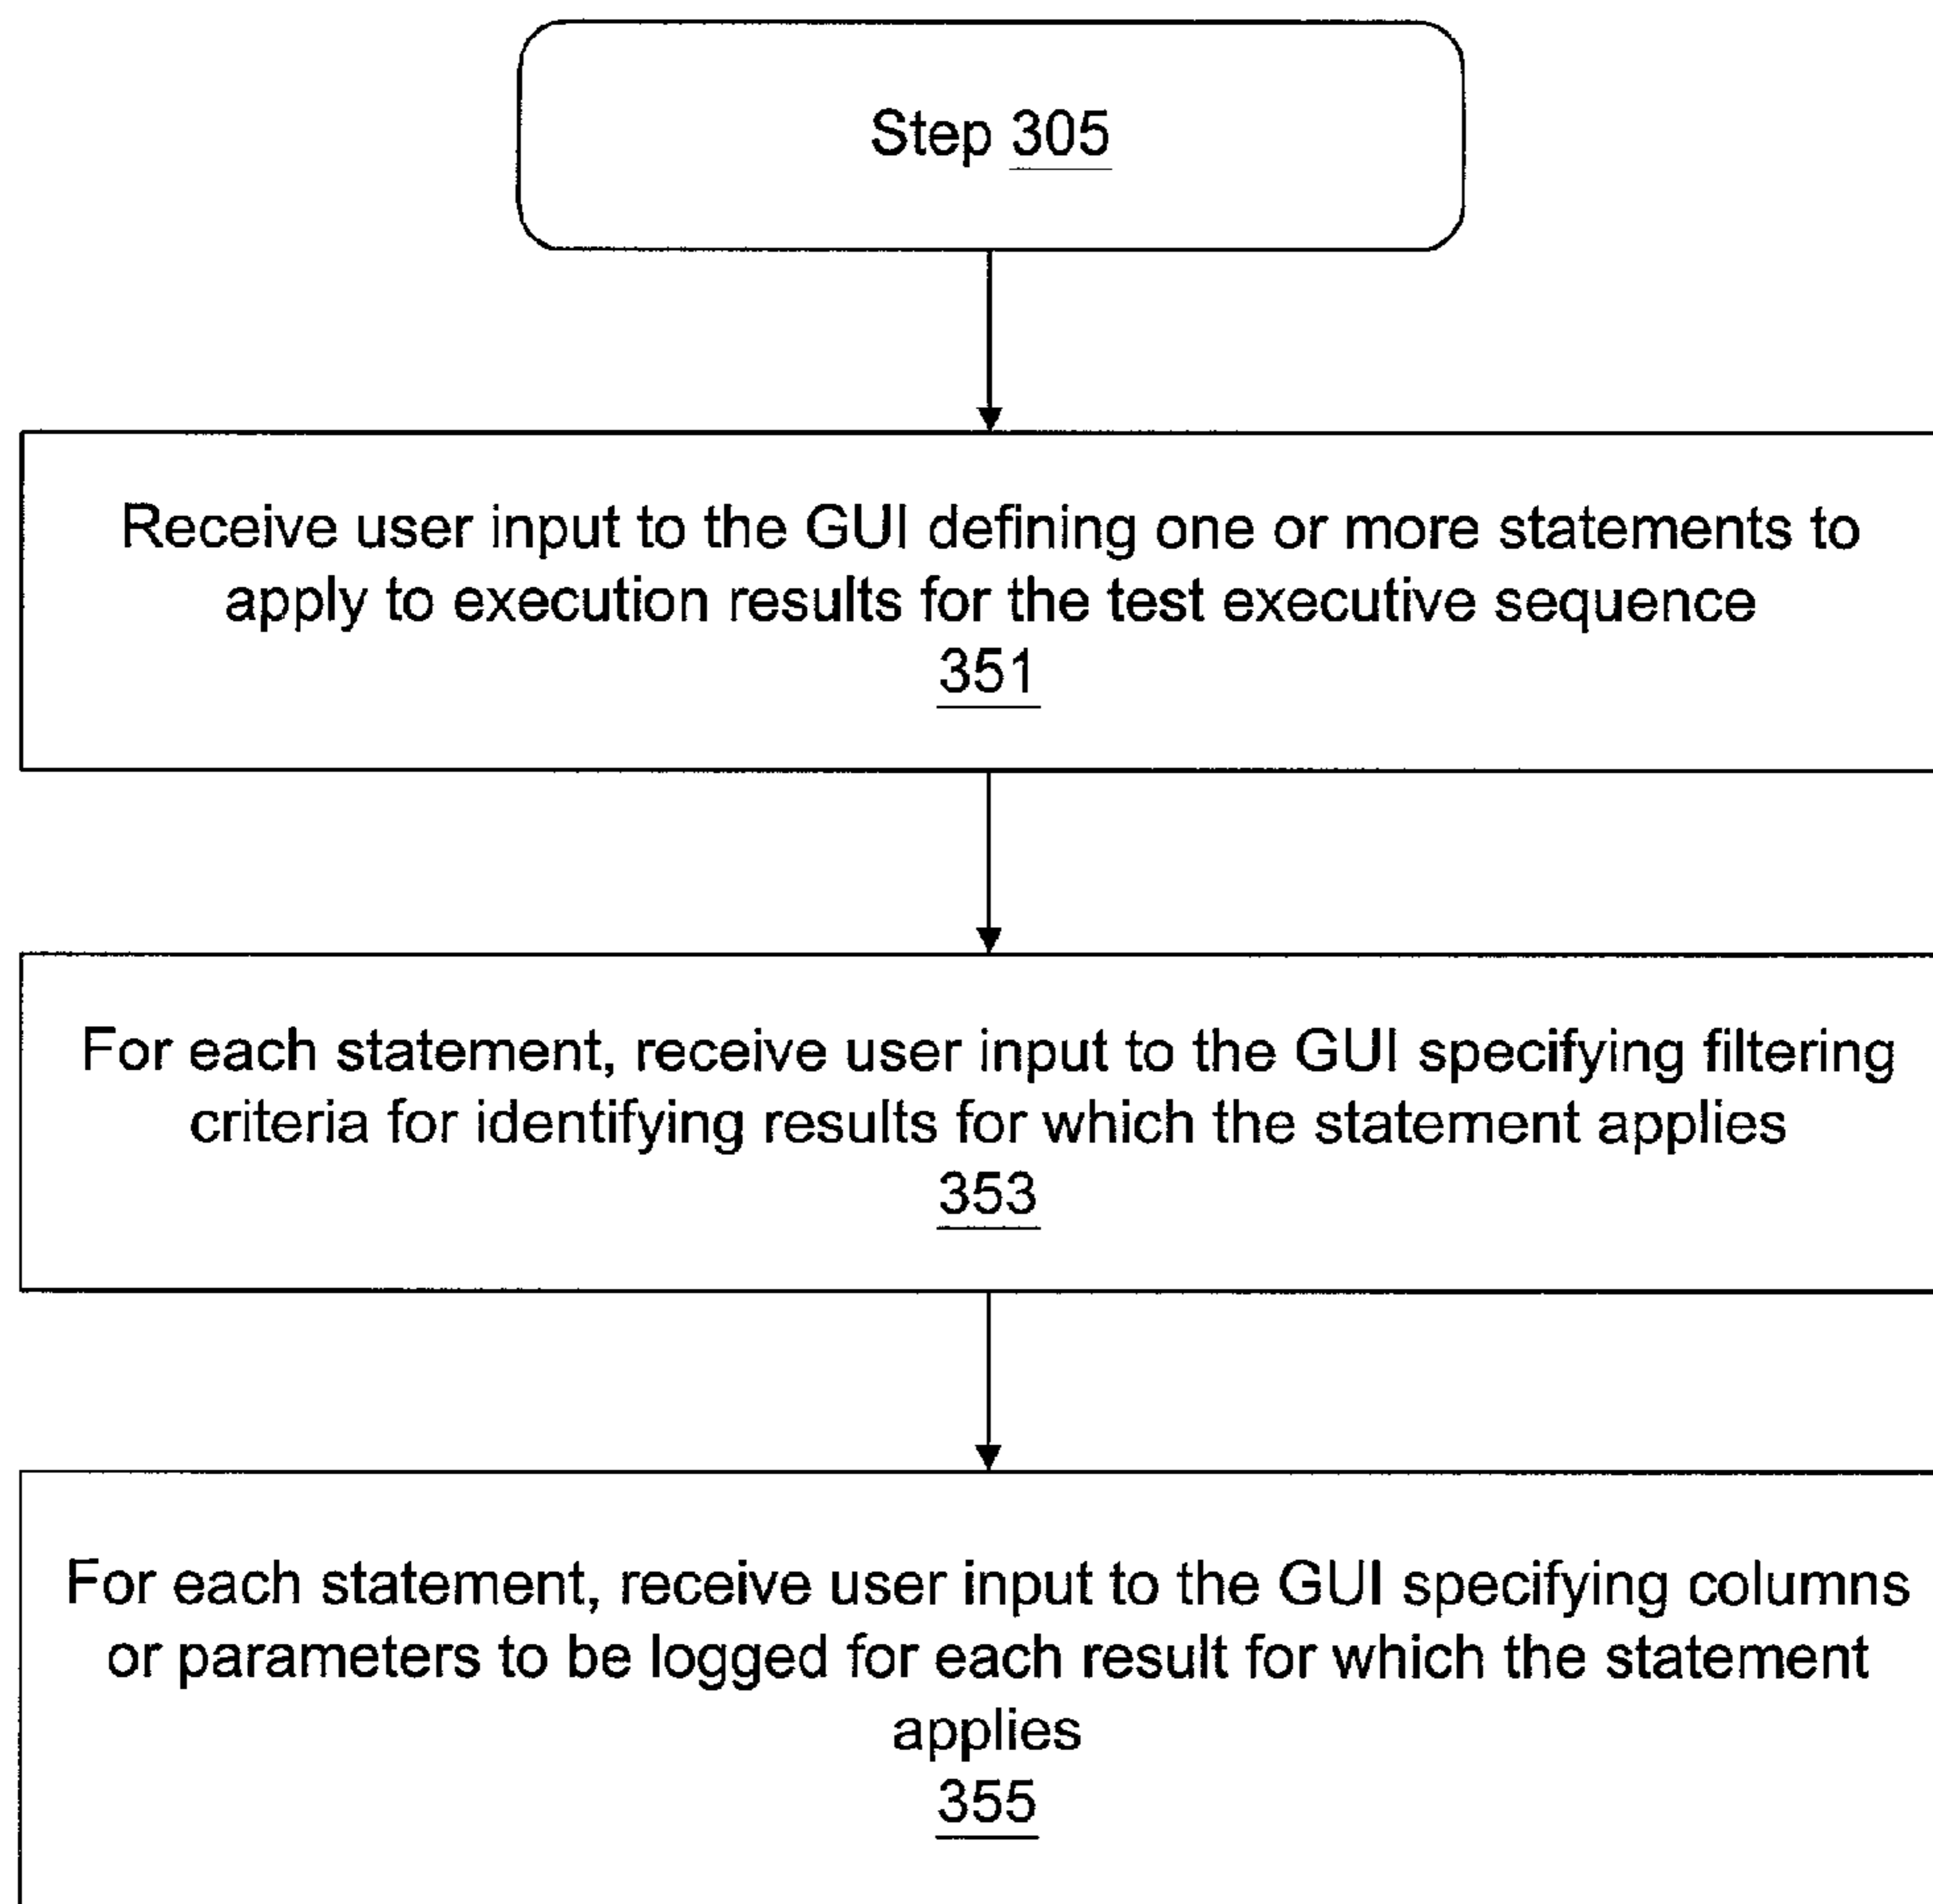 Step 305
Receive user input to the GUI defining one or more statements to
apply to execution results for the test executive sequence
351
For each statement, receive user input to the GUI specifying filtering
criteria for identifying results for which the statement applies
353
For each statement, receive user input to the GUI specifying columns
or parameters to be logged for each result for which the statement
applies
355